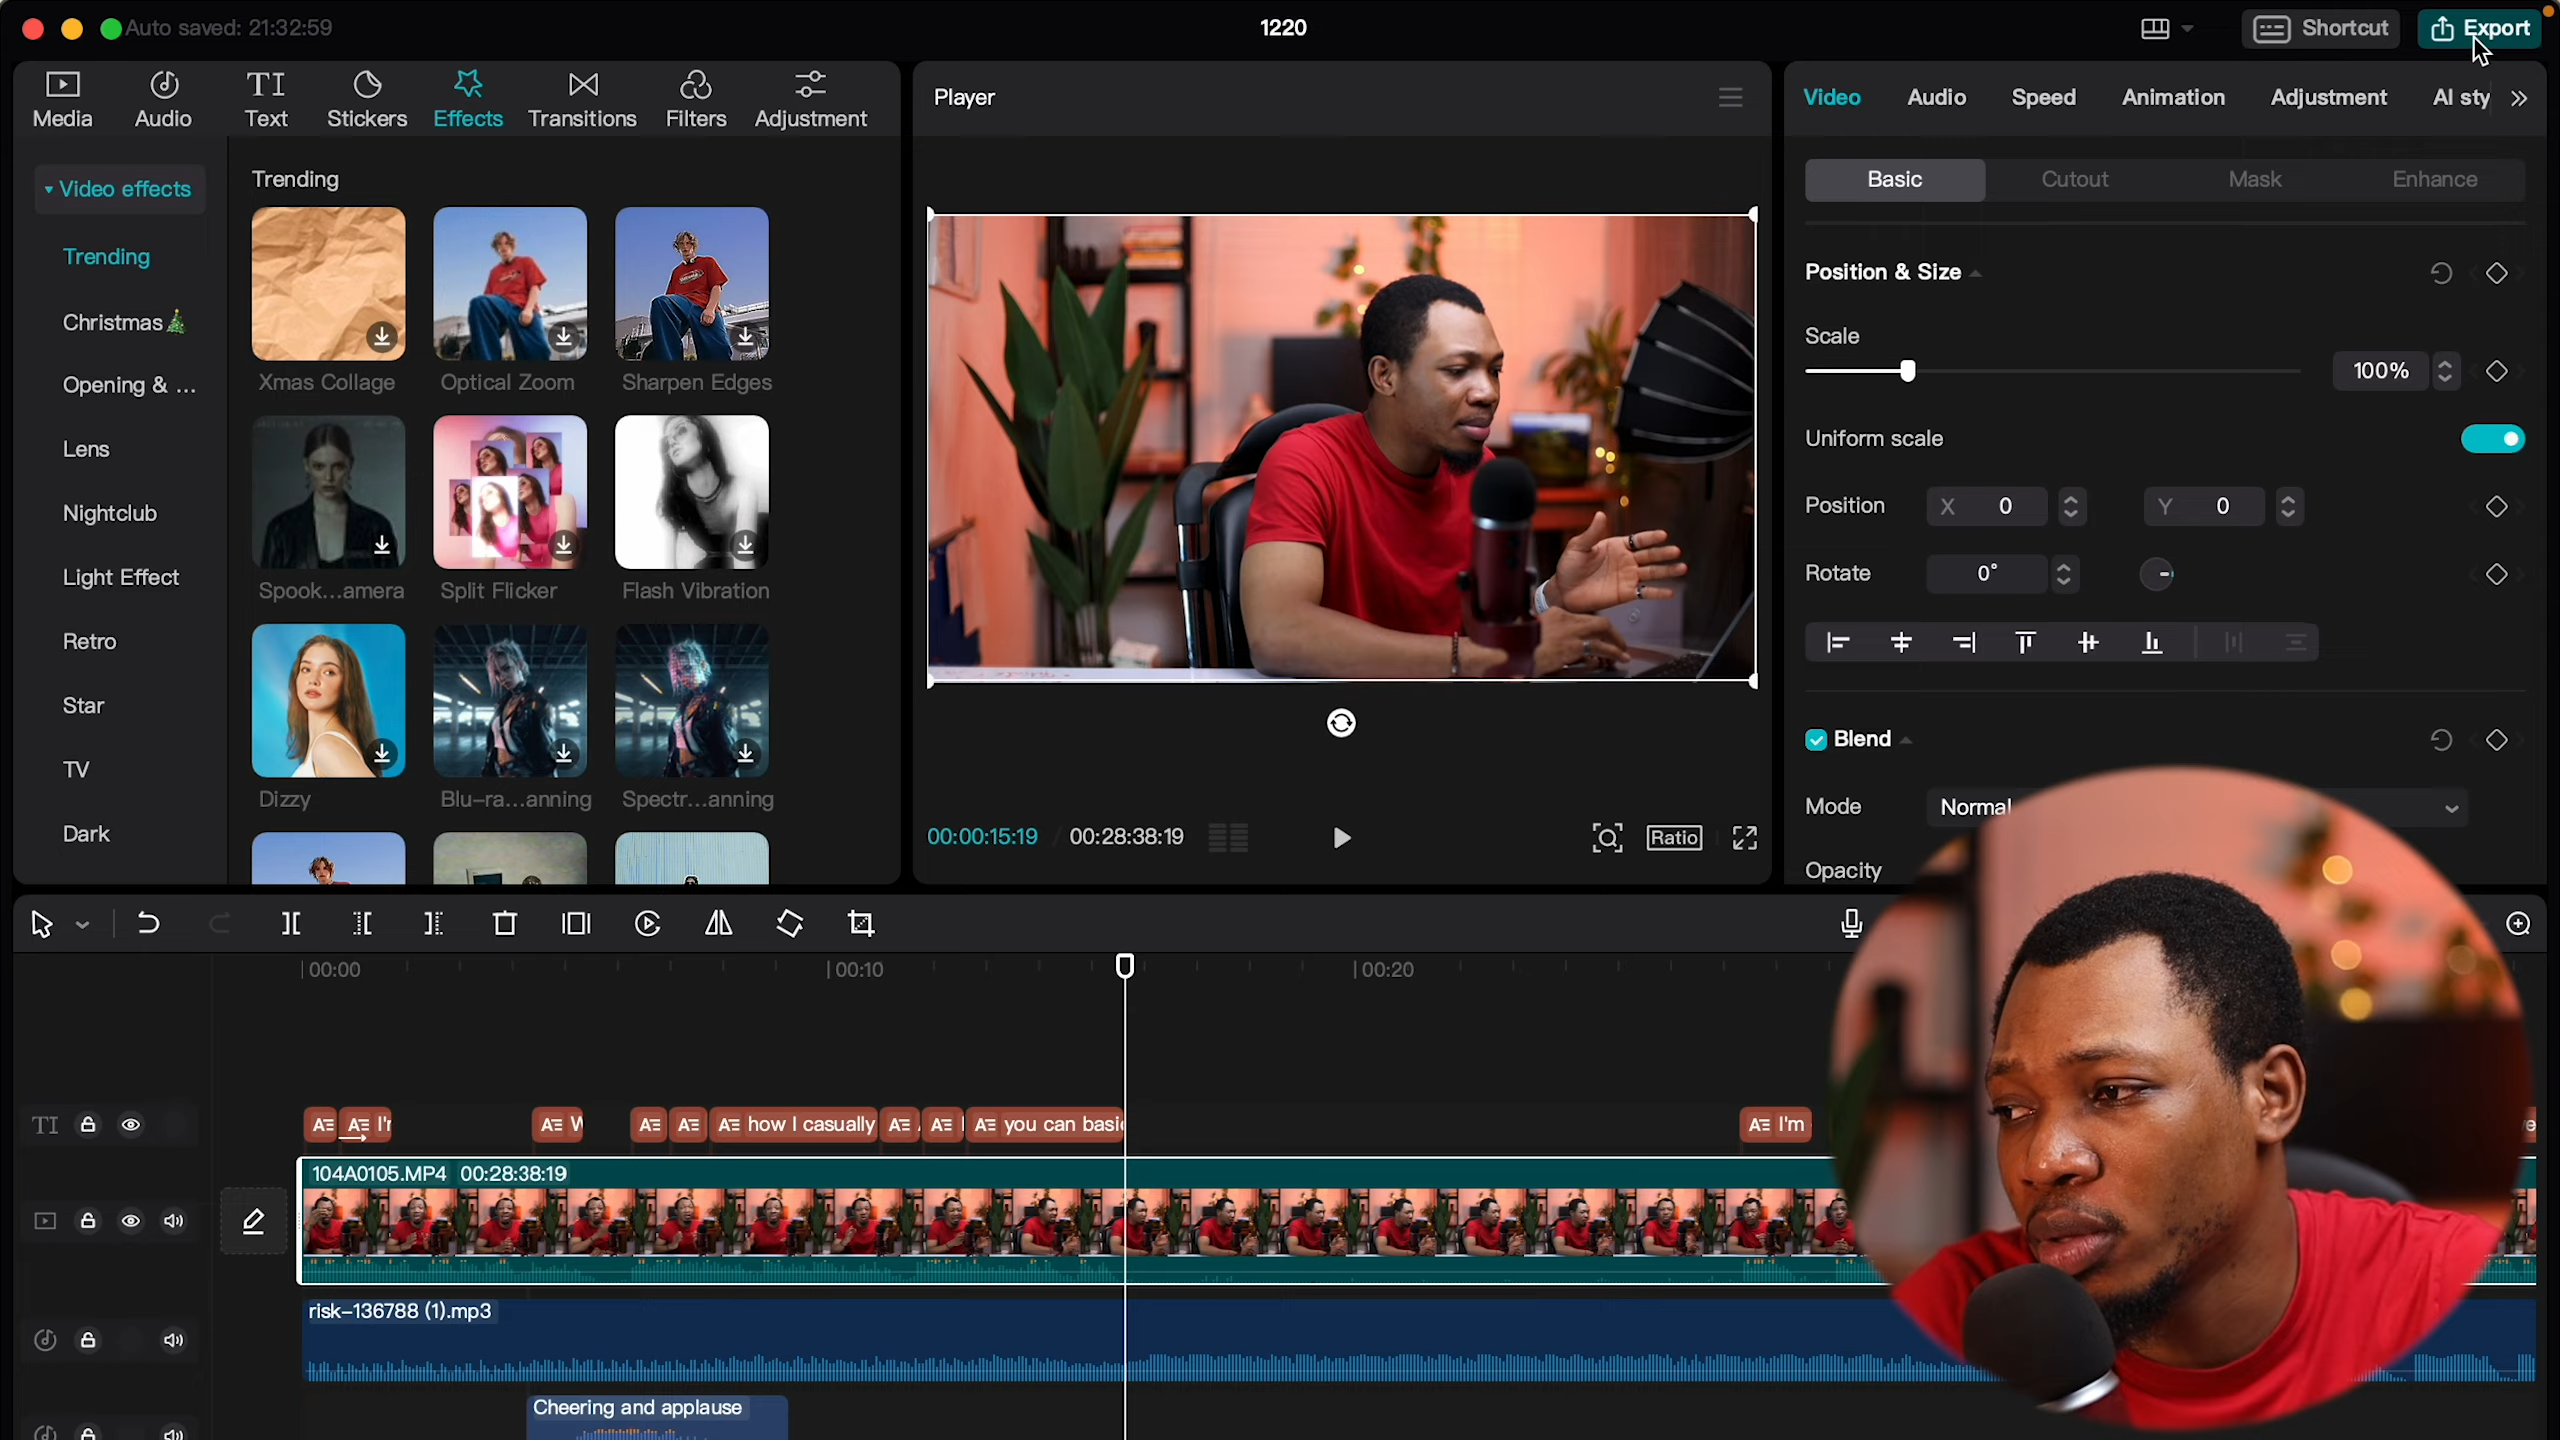 Auto saved: 21:32:59
1220
Shortcut
Export
Media
Audio
TI
Text
Stickers
Effects
Transitions
Filters
Adjustment
Video effects
Trending
Christmas🎄
Opening & ...
Lens
Nightclub
Light Effect
Retro
Star
TV
Dark
Trending
Xmas Collage
Optical Zoom
Sharpen Edges
Spook...amera
Split Flicker
Flash Vibration
Dizzy
Blu-ra...anning
Spectr...anning
Player
00:00:15:19 / 00:28:38:19
Ratio
Video
Audio
Speed
Animation
Adjustment
AI sty
Basic
Cutout
Mask
Enhance
Position & Size
Scale
100%
Uniform scale
Position
X 0
Y 0
Rotate
0°
Blend
Mode
Normal
Opacity
00:00
00:10
00:20
TI
I'r
how I casually
you can basi
I'm
104A0105.MP4 00:28:38:19
risk-136788 (1).mp3
Cheering and applause